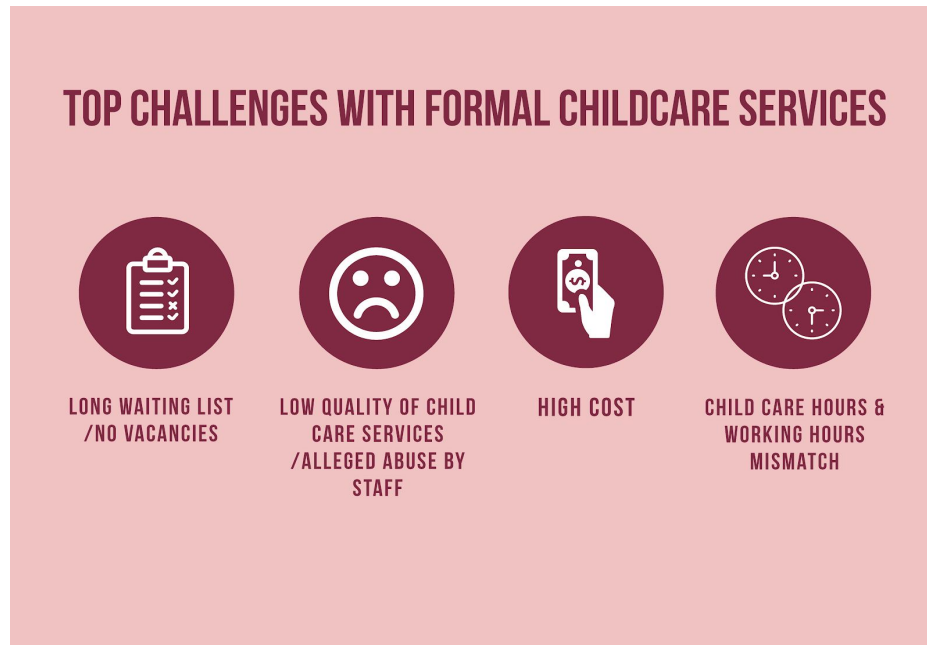 TOP CHALLENGES WITH FORMAL CHILDCARE SERVICES
LONG WAITING LIST
/NO VACANCIES
LOW QUALITY OF CHILD
CARE SERVICES
/ALLEGED ABUSE BY
STAFF
$
HIGH COST
CHILD CARE HOURS &
WORKING HOURS
MISMATCH